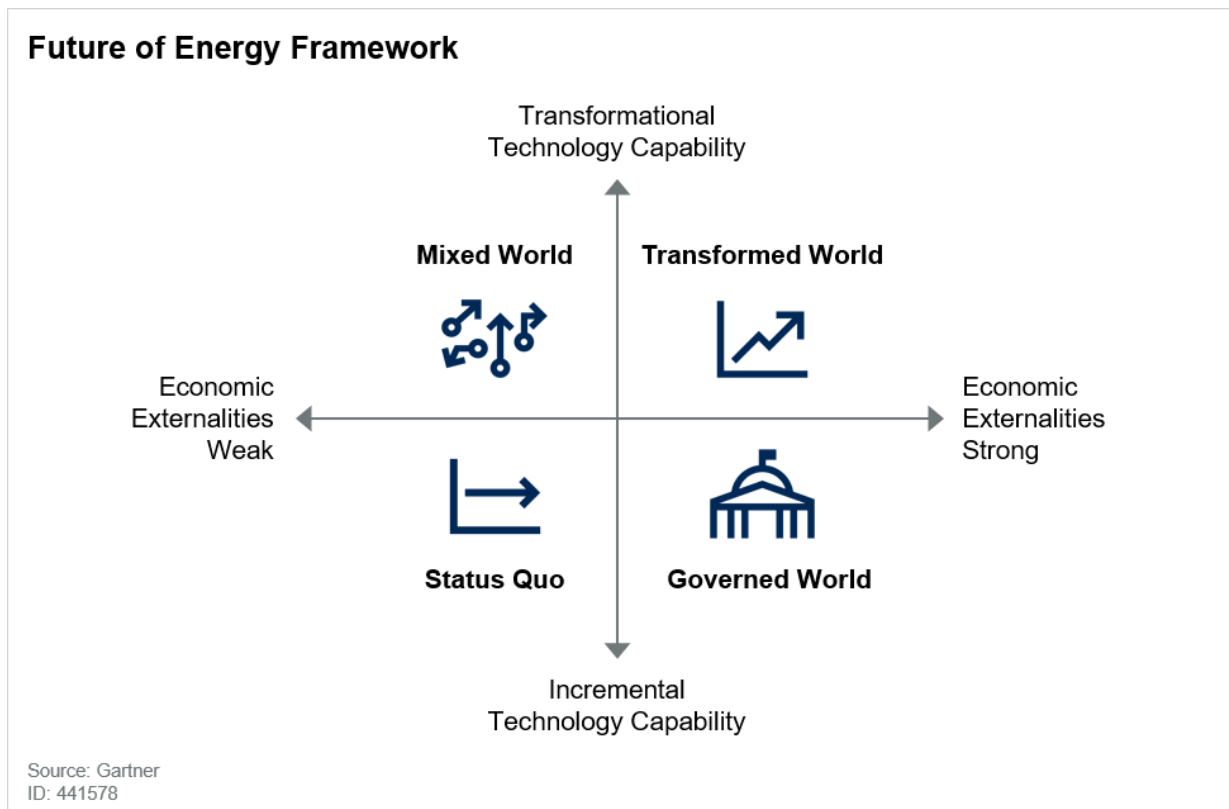 Future of Energy Framework
Transformational
Technology Capability
Mixed World
Transformed World
Economic
Externalities
Weak
Economic
Externalities
Strong
Status Quo
Governed World
Incremental
Technology Capability
Source: Gartner
ID: 441578